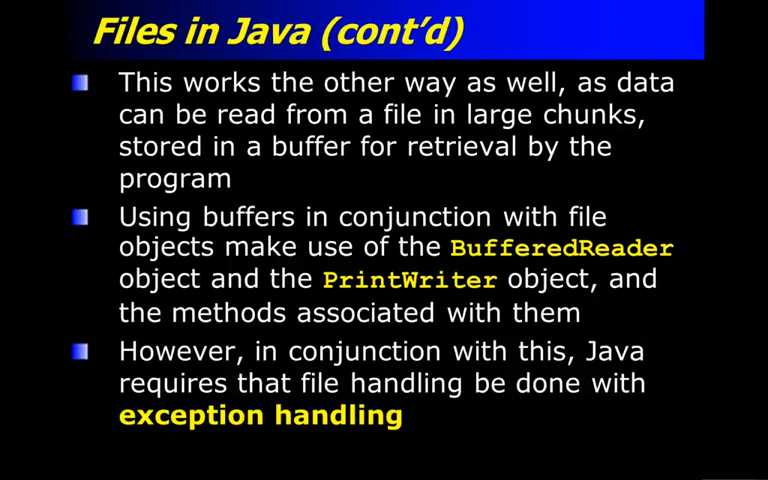 Files in Java (cont'd)
This works the other way as well, as data
can be read from a file in large chunks,
stored in a buffer for retrieval by the
program
Using buffers in conjunction with file
objects make use of the BufferedReader
object and the PrintWriter object, and
the methods associated with them
However, in conjunction with this, Java
requires that file handling be done with
exception handling